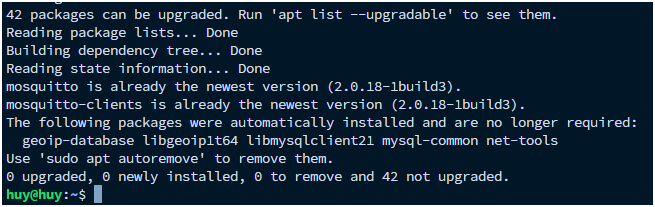 42 packages can be upgraded. Run 'apt list --upgradable' to see them.
Reading package lists... Done
Building dependency tree... Done
Reading state information... Done
mosquitto is already the newest version (2.0.18-1build3).
mosquitto-clients is already the newest version (2.0.18-1build3).
The following packages were automatically installed and are no longer required:
  geoip-database libgeoip1t64 libmysqlclient21 mysql-common net-tools
Use 'sudo apt autoremove' to remove them.
0 upgraded, 0 newly installed, 0 to remove and 42 not upgraded.
huy@huy:~$